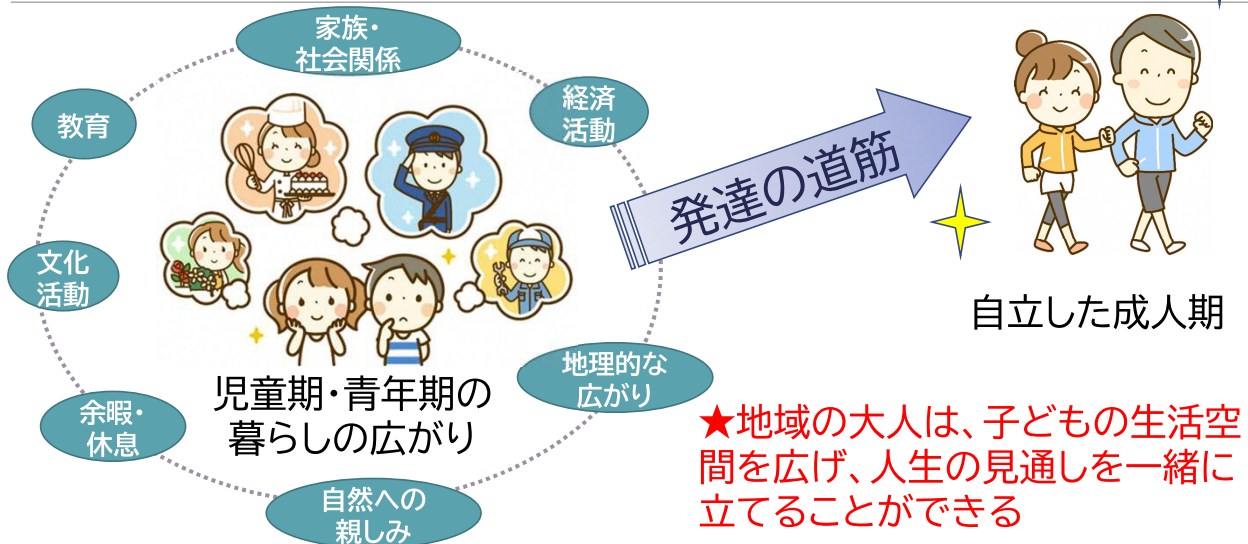 家族・
社会関係
経済
活動
教育
発達の道筋
文化
活動
自立した成人期
地理的な
広がり
児童期・青年期の
暮らしの広がり
余暇・
休息
★地域の大人は、子どもの生活空
間を広げ、人生の見通しを一緒に
立てることができる
自然への
親しみ